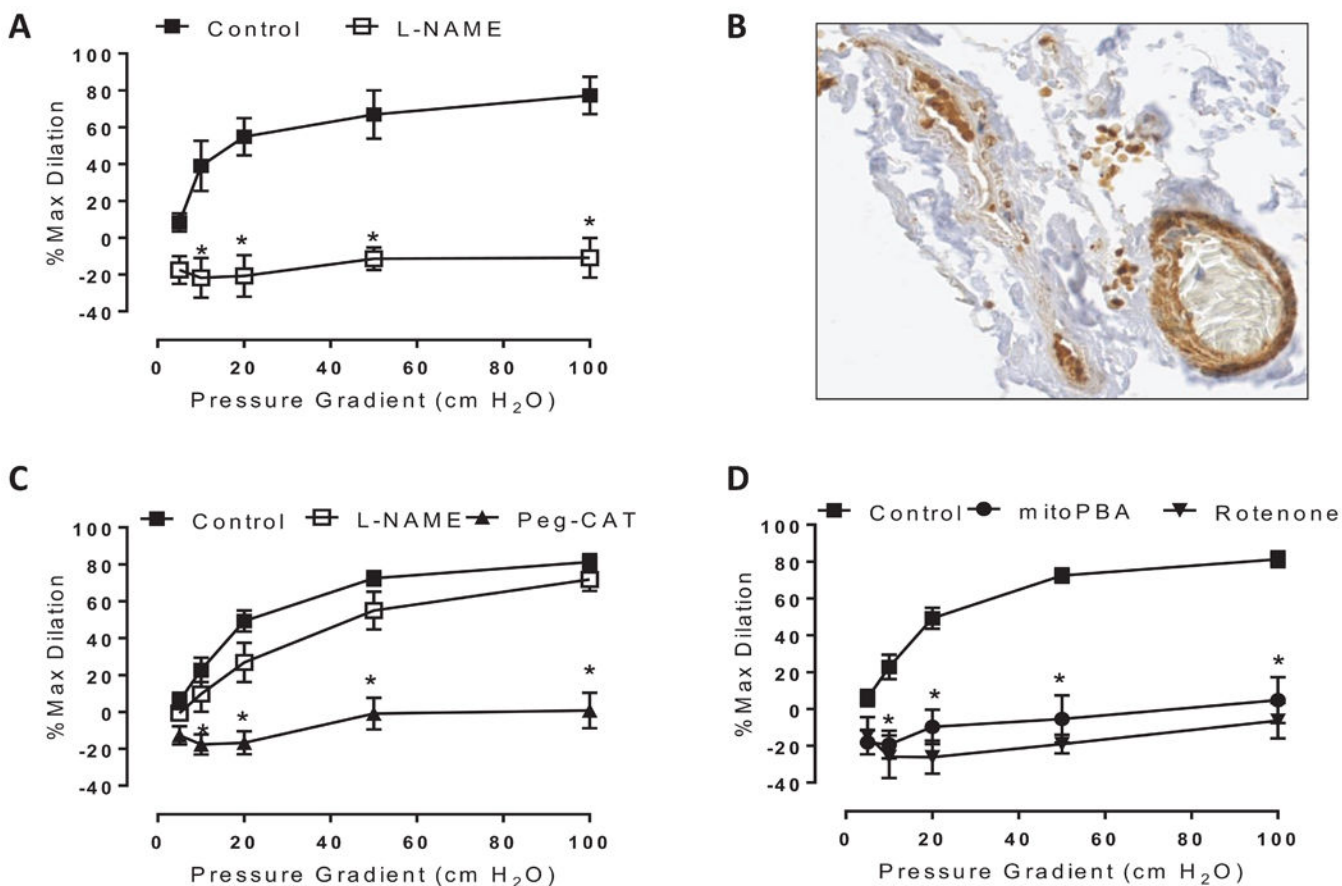 A
Control L-NAME
% Max Dilation
80
60
40
20
0
-20
-40
* * * *
0 20 40 60 80 100
Pressure Gradient (cm H₂O)
B
C
Control L-NAME Peg-CAT
% Max Dilation
100
80
60
40
20
0
-20
-40
* * * *
0 20 40 60 80 100
Pressure Gradient (cm H₂O)
D
Control mitoPBA Rotenone
% Max Dilation
100
80
60
40
20
0
-20
-40
* * * *
0 20 40 60 80 100
Pressure Gradient (cm H₂O)